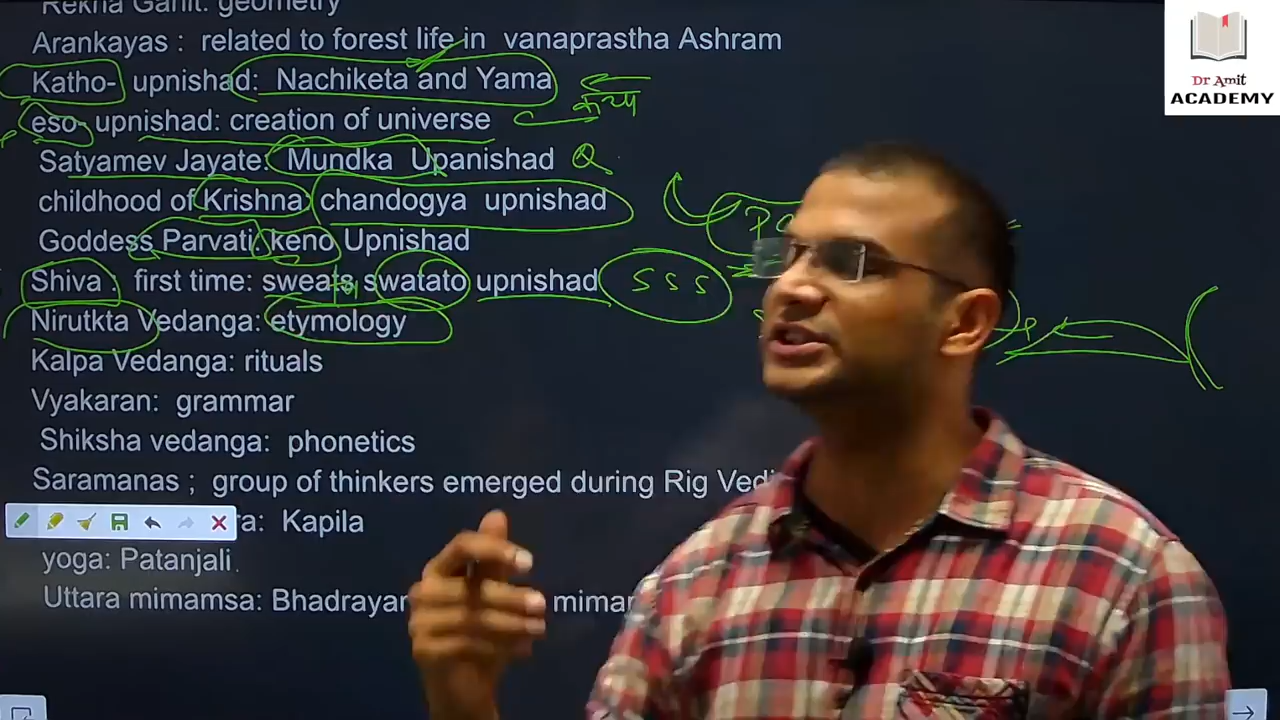 Rekha Ganit: geometry
Arankayas : related to forest life in vanaprastha Ashram
Katho- upnishad: Nachiketa and Yama
eso- upnishad: creation of universe
Satyamev Jayate: Mundka Upanishad Q
childhood of Krishna chandogya upnishad
Goddess Parvati: keno Upnishad
Shiva : first time: sweats swatato upnishad S S S
Nirutkta Vedanga: etymology
Kalpa Vedanga: rituals
Vyakaran: grammar
Shiksha vedanga: phonetics
Saramanas ; group of thinkers emerged during Rig Vedi
ra: Kapila
yoga: Patanjali
Uttara mimamsa: Bhadrayan mimam
Dr Amit
ACADEMY